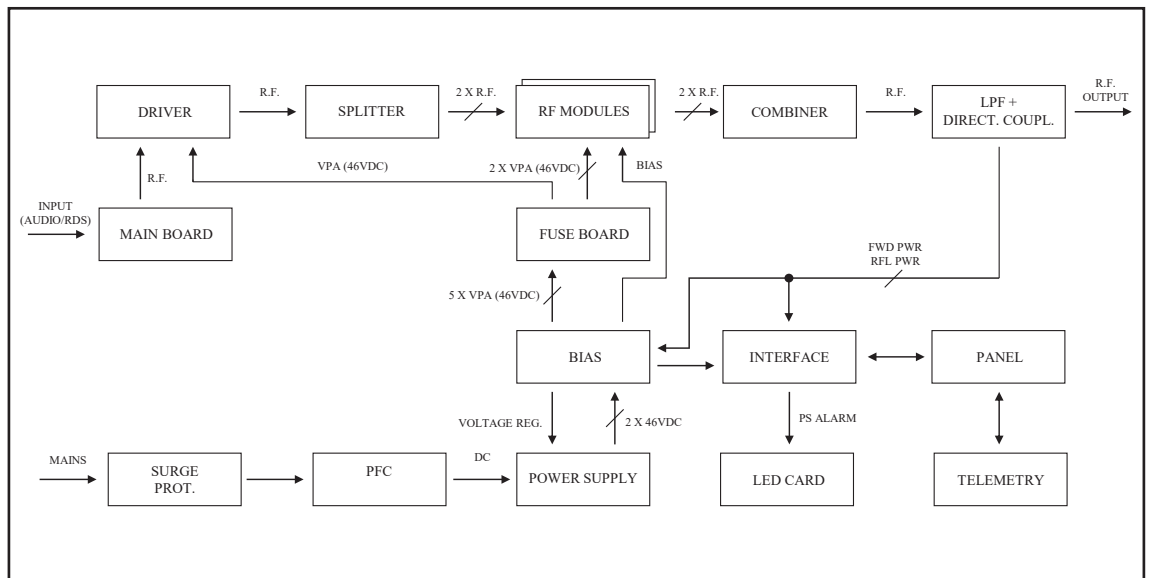 R.F.
2 X R.F.
2 X R.F.
R.F.
R.F.
OUTPUT
DRIVER
SPLITTER
RF MODULES
COMBINER
LPF +
DIRECT. COUPL.
R.F.
VPA (46VDC)
2 X VPA (46VDC)
BIAS
INPUT
(AUDIO/RDS)
MAIN BOARD
FUSE BOARD
FWD PWR
RFL PWR
5 X VPA (46VDC)
BIAS
INTERFACE
PANEL
VOLTAGE REG.
2 X 46VDC
PS ALARM
MAINS
SURGE
PROT.
PFC
DC
POWER SUPPLY
LED CARD
TELEMETRY